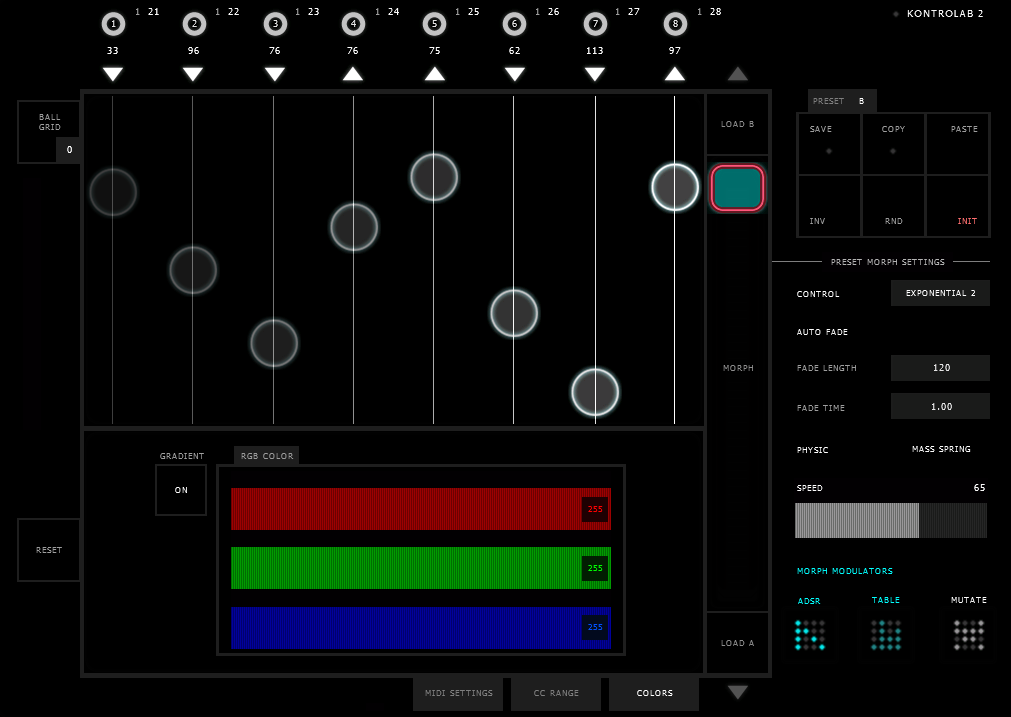 1 21 1 22 1 23 1 24 1 25 1 26 1 27 1 28
1 2 3 4 5 6 7 8
KONTROLAB 2
33 96 76 76 75 62 113 97
BALL GRID
0
LOAD B
PRESET B
SAVE COPY PASTE
INV RND INIT
PRESET MORPH SETTINGS
CONTROL EXPONENTIAL 2
AUTO FADE
MORPH
FADE LENGTH 120
FADE TIME 1.00
PHYSIC MASS SPRING
GRADIENT
ON
RGB COLOR
255
255
255
SPEED 65
RESET
MORPH MODULATORS
ADSR TABLE MUTATE
LOAD A
MIDI SETTINGS CC RANGE COLORS